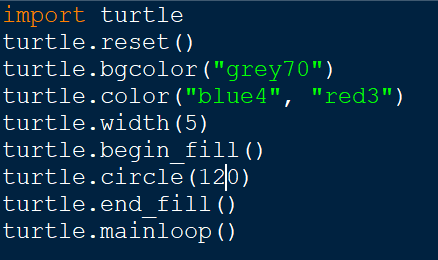 import turtle
turtle.reset()
turtle.bgcolor("grey70")
turtle.color("blue4", "red3")
turtle.width(5)
turtle.begin_fill()
turtle.circle(120)
turtle.end_fill()
turtle.mainloop()